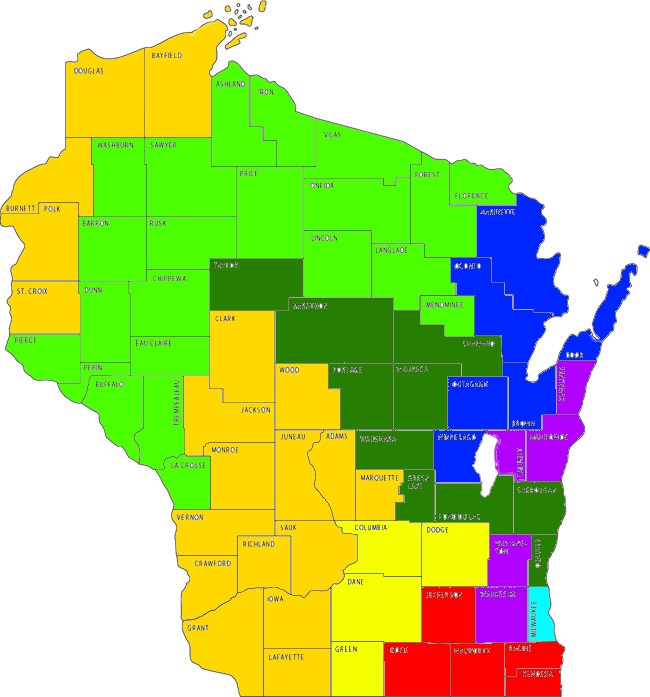 BAYFIELD
DOUGLAS
ASHLAND
IRON
VILAS
WASHBURN
SAWYER
PRICE
FOREST
ONEIDA
FLORENCE
BURNETT
POLK
MARINETTE
BARRON
RUSK
LINCOLN
LANGLADE
TAYLOR
OCONTO
CHIPPEWA
ST. CROIX
DUNN
MENOMINEE
MARATHON
CLARK
PIERCE
EAU CLAIRE
SHAWANO
DOOR
PEPIN
WOOD
PORTAGE
WAUPACA
KEWAUNEE
BUFFALO
TREMPEALEAU
OUTAGAMIE
JACKSON
BROWN
JUNEAU
ADAMS
WAUSHARA
WINNEBAGO
MANITOWOC
MONROE
CALUMET
LA CROSSE
MARQUETTE
GREEN
LAKE
SHEBOYGAN
VERNON
FOND DU LAC
SAUK
COLUMBIA
DODGE
RICHLAND
WASHING-
TON
OZAUKEE
CRAWFORD
DANE
IOWA
JEFFERSON
WAUKESHA
MILWAUKEE
GRANT
LAFAYETTE
GREEN
ROCK
WALWORTH
RACINE
KENOSHA